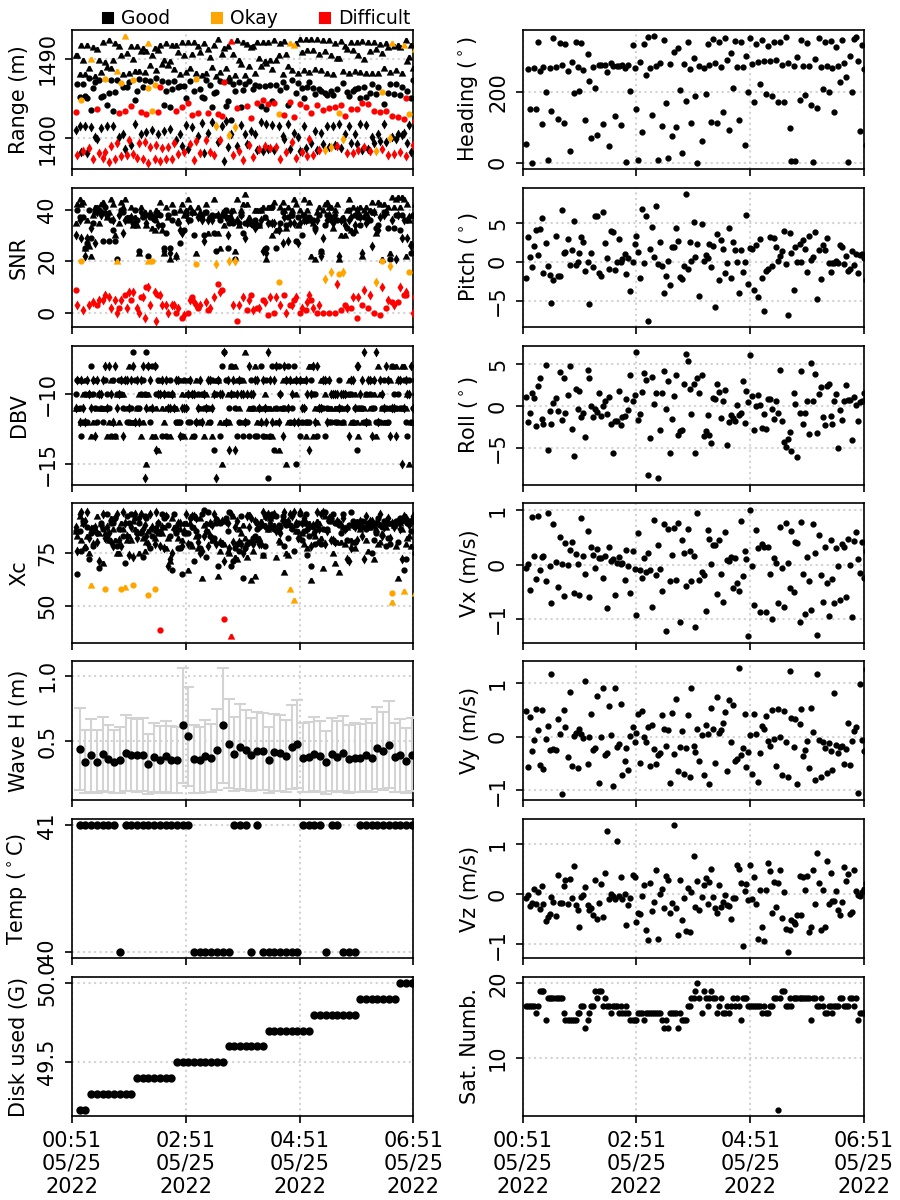 Good Okay Difficult
Range (m)
1490
1400
Heading (°)
200
0
SNR
40
20
0
Pitch (°)
5
0
−5
DBV
−10
−15
Roll (°)
5
0
−5
Xc
75
50
Vx (m/s)
1
0
−1
Wave H (m)
1.0
0.5
Vy (m/s)
1
0
−1
Temp (°C)
41
40
Vz (m/s)
1
0
−1
Disk used (G)
50.0
49.5
Sat. Numb.
20
10
00:51 02:51 04:51 06:51
05/25 05/25 05/25 05/25
2022 2022 2022 2022
00:51 02:51 04:51 06:51
05/25 05/25 05/25 05/25
2022 2022 2022 2022